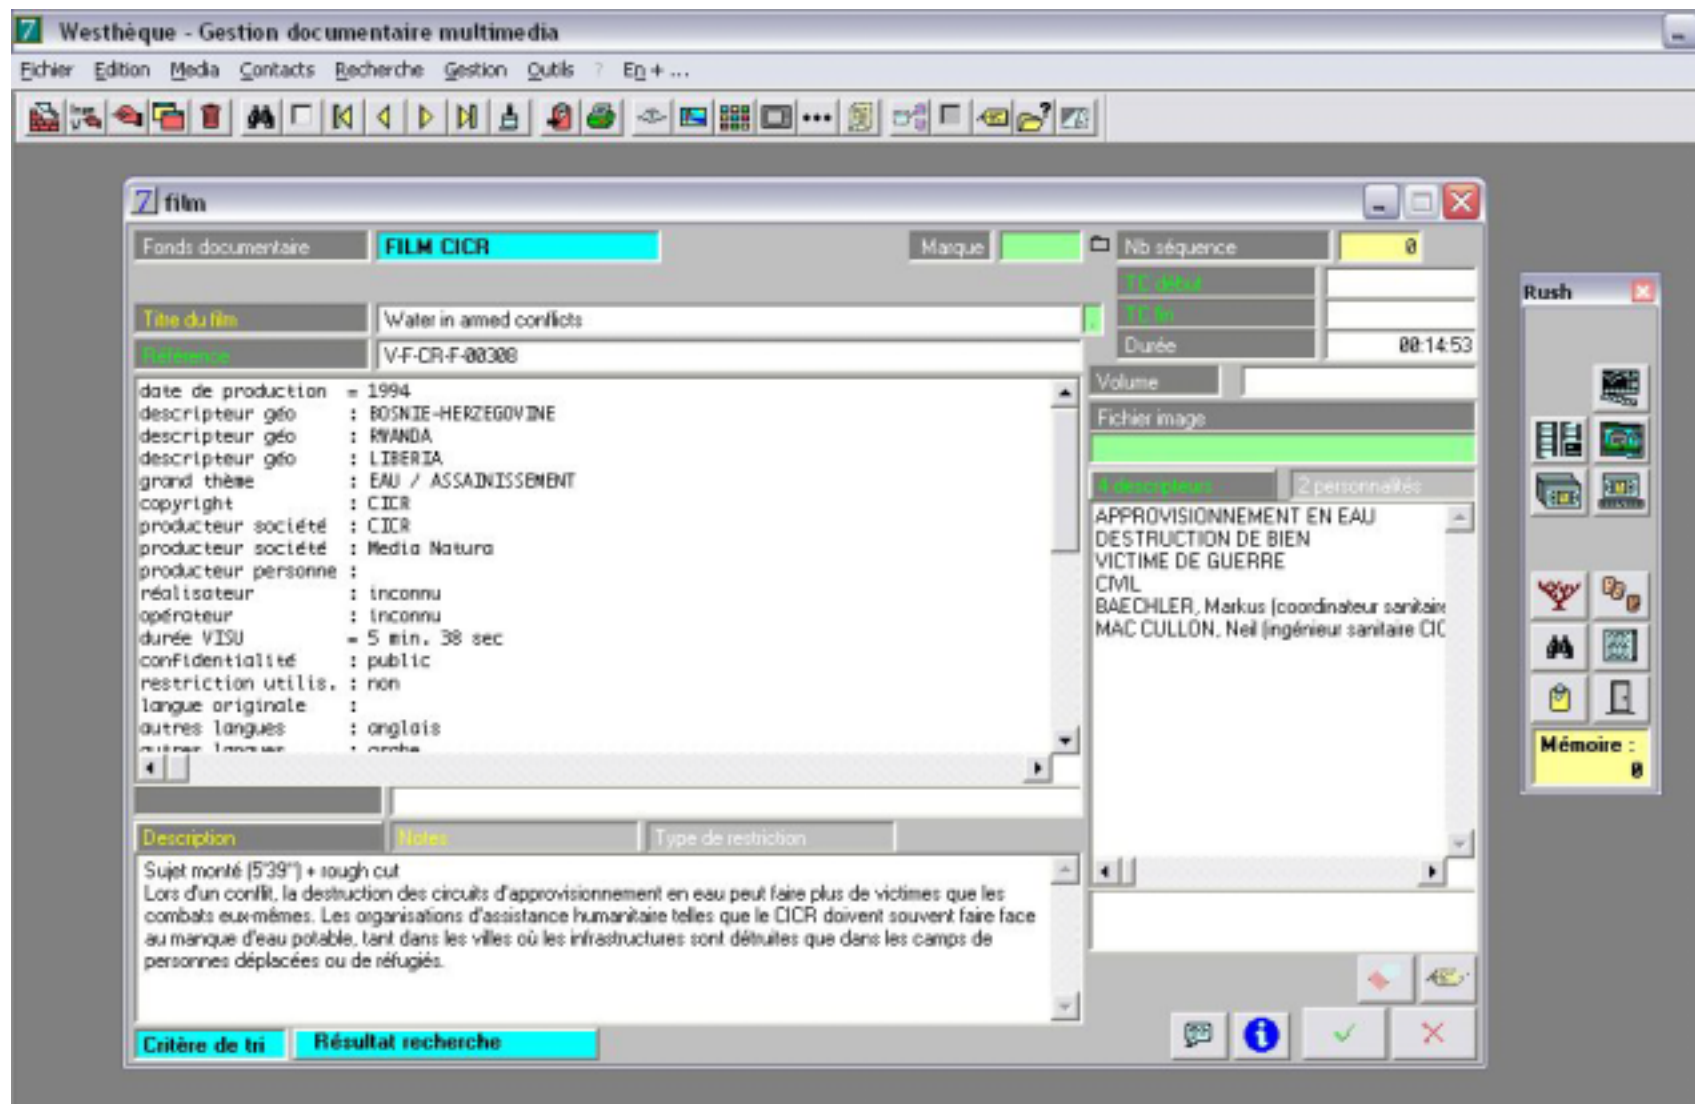 Westhèque - Gestion documentaire multimedia
Fichier Edition Media Contacts Recherche Gestion Outils ? En + ...
film
Fonds documentaire FILM CICR Marque Nb séquence 0
TC début
Titre du film Water in armed conflicts TC fin
Référence V-F-CR-F-00308 Durée 00:14:53
Volume
Fichier image
date de production = 1994
descripteur géo : BOSNIE-HERZEGOVINE
descripteur géo : RWANDA
descripteur géo : LIBERIA
grand thème : EAU / ASSAINISSEMENT
copyright : CICR
producteur société : CICR
producteur société : Media Natura
producteur personne :
réalisateur : inconnu
opérateur : inconnu
durée VISU = 5 min. 38 sec
confidentialité : public
restriction utilis. : non
langue originale :
autres langues : anglais
autres langues : arabe
4 descripteurs 2 personnalités
APPROVISIONNEMENT EN EAU
DESTRUCTION DE BIEN
VICTIME DE GUERRE
CIVIL
BAECHLER, Markus (coordinateur sanitaire
MAC CULLON, Neil (ingénieur sanitaire CIC
Description Notes Type de restriction
Sujet monté (5'39") + rough cut
Lors d'un conflit, la destruction des circuits d'approvisionnement en eau peut faire plus de victimes que les
combats eux-mêmes. Les organisations d'assistance humanitaire telles que le CICR doivent souvent faire face
au manque d'eau potable, tant dans les villes où les infrastructures sont détruites que dans les camps de
personnes déplacées ou de réfugiés.
Critère de tri Résultat recherche
Rush
Mémoire :
0